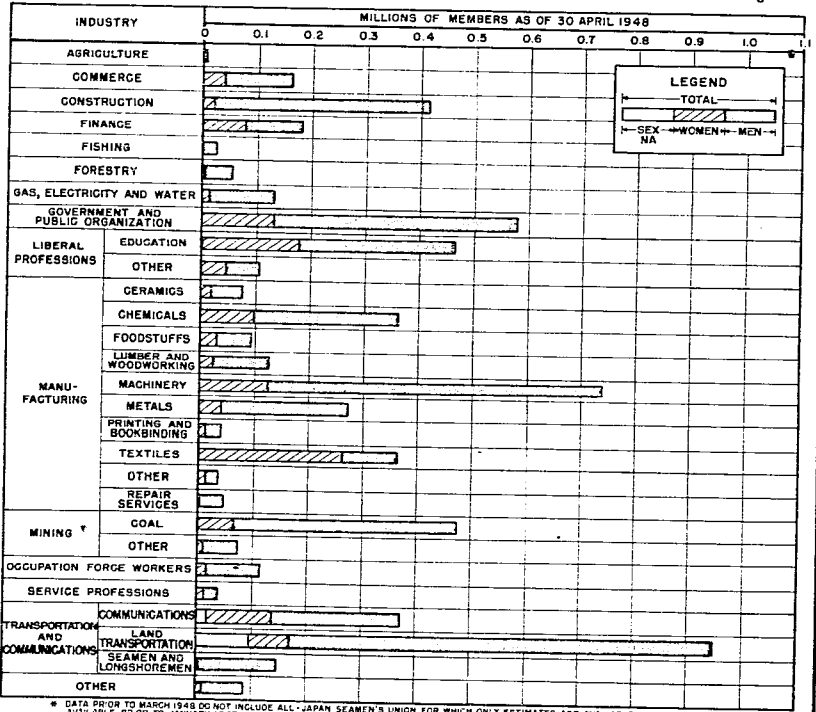 INDUSTRY
MILLIONS OF MEMBERS AS OF 30 APRIL 1948
0 0.1 0.2 0.3 0.4 0.5 0.6 0.7 0.8 0.9 1.0 1.1
AGRICULTURE
COMMERCE
CONSTRUCTION
FINANCE
FISHING
FORESTRY
GAS, ELECTRICITY AND WATER
GOVERNMENT AND
PUBLIC ORGANIZATION
LIBERAL
PROFESSIONS
EDUCATION
OTHER
MANU-
FACTURING
CERAMICS
CHEMICALS
FOODSTUFFS
LUMBER AND
WOODWORKING
MACHINERY
METALS
PRINTING AND
BOOKBINDING
TEXTILES
OTHER
REPAIR
SERVICES
MINING
COAL
OTHER
OCCUPATION FORCE WORKERS
SERVICE PROFESSIONS
TRANSPORTATION
AND
COMMUNICATIONS
COMMUNICATIONS
LAND
TRANSPORTATION
SEAMEN AND
LONGSHOREMEN
OTHER
LEGEND
TOTAL
SEX
NA
WOMEN
MEN
* DATA PRIOR TO MARCH 1948 DO NOT INCLUDE ALL-JAPAN SEAMEN'S UNION FOR WHICH ONLY ESTIMATES ARE